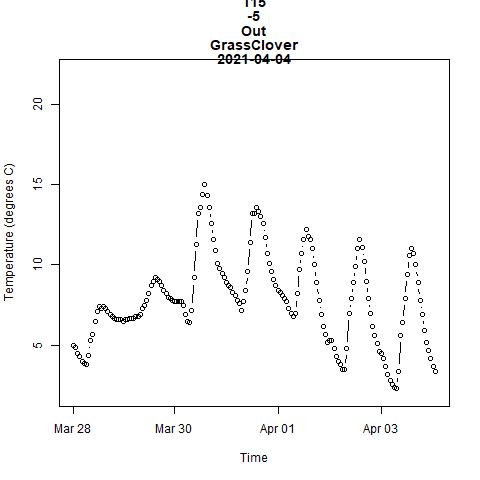 T15
-5
Out
GrassClover
2021-04-04
Temperature (degrees C)
20
15
10
5
Mar 28
Mar 30
Apr 01
Apr 03
Time